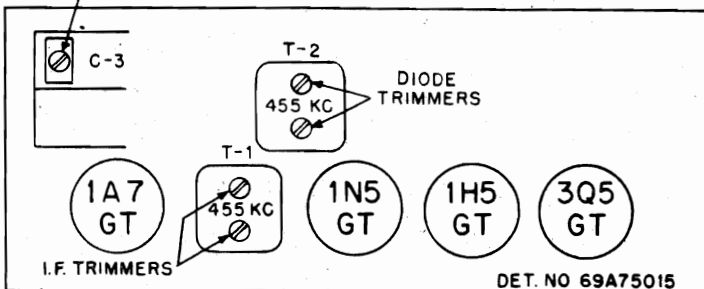 C-3
T-2
455 KC
DIODE
TRIMMERS
T-1
455 KC
1A7
GT
1N5
GT
1H5
GT
3Q5
GT
I.F. TRIMMERS
DET. NO 69A75015